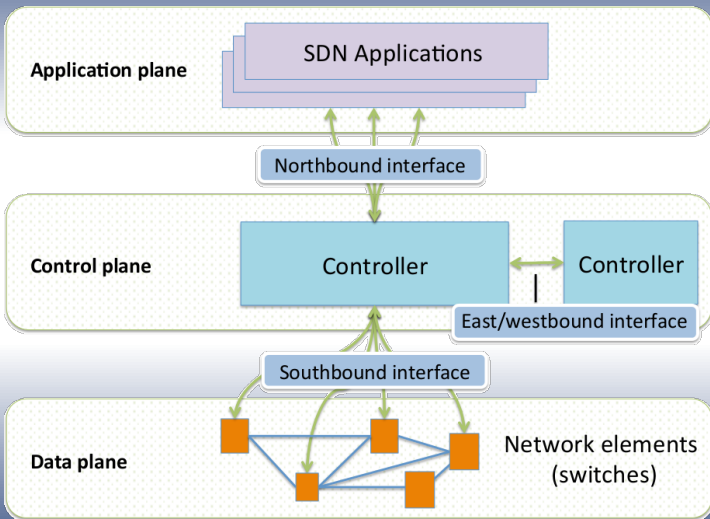 SDN Applications
Application plane
Northbound interface
Control plane
Controller
Controller
East/westbound interface
Southbound interface
Data plane
Network elements
(switches)